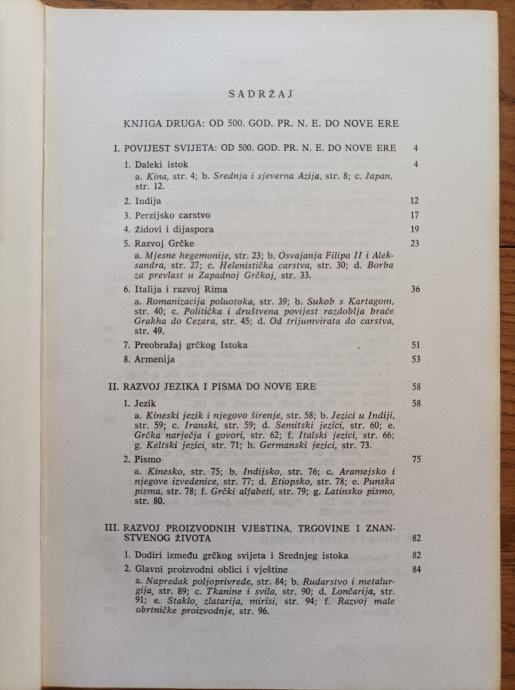 SADRŽAJ
KNJIGA DRUGA: OD 500. GOD. PR. N. E. DO NOVE ERE
I. POVIJEST SVIJETA: OD 500. GOD. PR. N. E. DO NOVE ERE 4
1. Daleki istok 4
a. Kina, str. 4; b. Srednja i sjeverna Azija, str. 8; c. Japan,
str. 12.
2. Indija 12
3. Perzijsko carstvo 17
4. Židovi i dijaspora 19
5. Razvoj Grčke 23
a. Mjesne hegemonije, str. 23; b. Osvajanja Filipa II i Alek-
sandra, str. 27; c. Helenistička carstva, str. 30; d. Borba
za prevlast u Zapadnoj Grčkoj, str. 33.
6. Italija i razvoj Rima 36
a. Romanizacija poluotoka, str. 39; b. Sukob s Kartagom,
str. 40; c. Politička i društvena povijest razdoblja braće
Grakha do Cezara, str. 45; d. Od trijumvirata do carstva,
str. 49.
7. Preobražaj grčkog Istoka 51
8. Armenija 53
II. RAZVOJ JEZIKA I PISMA DO NOVE ERE 58
1. Jezik 58
a. Kineski jezik i njegovo širenje, str. 58; b. Jezici u Indiji,
str. 59; c. Iranski, str. 59; d. Semitski jezici, str. 60; e.
Grčka narječja i govori, str. 62; f. Italski jezici, str. 66;
g. Keltski jezici, str. 71; h. Germanski jezici, str. 73.
2. Pismo 75
a. Kinesko, str. 75; b. Indijsko, str. 76; c. Aramejsko i
njegove izvedenice, str. 77; d. Etiopsko, str. 78; e. Punska
pisma, str. 78; f. Grčki alfabeti, str. 79; g. Latinsko pismo,
str. 80.
III. RAZVOJ PROIZVODNIH VJEŠTINA, TRGOVINE I ZNAN-
STVENOG ŽIVOTA 82
1. Dodiri između grčkog svijeta i Srednjeg istoka 82
2. Glavni proizvodni oblici i vještine 84
a. Napredak poljoprivrede, str. 84; b. Rudarstvo i metalur-
gija, str. 89; c. Tkanine i svila, str. 90; d. Lončarija, str.
91; e. Staklo, zlatarija, mirisi, str. 94; f. Razvoj male
obrtničke proizvodnje, str. 96.